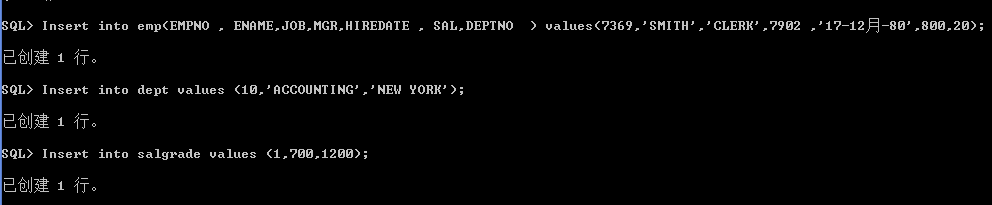 SQL> Insert into emp(EMPNO , ENAME,JOB,MGR,HIREDATE , SAL,DEPTNO  ) values(7369,'SMITH','CLERK',7902 ,'17-12月-80',800,20);
已创建 1 行。
SQL> Insert into dept values (10,'ACCOUNTING','NEW YORK');
已创建 1 行。
SQL> Insert into salgrade values (1,700,1200);
已创建 1 行。